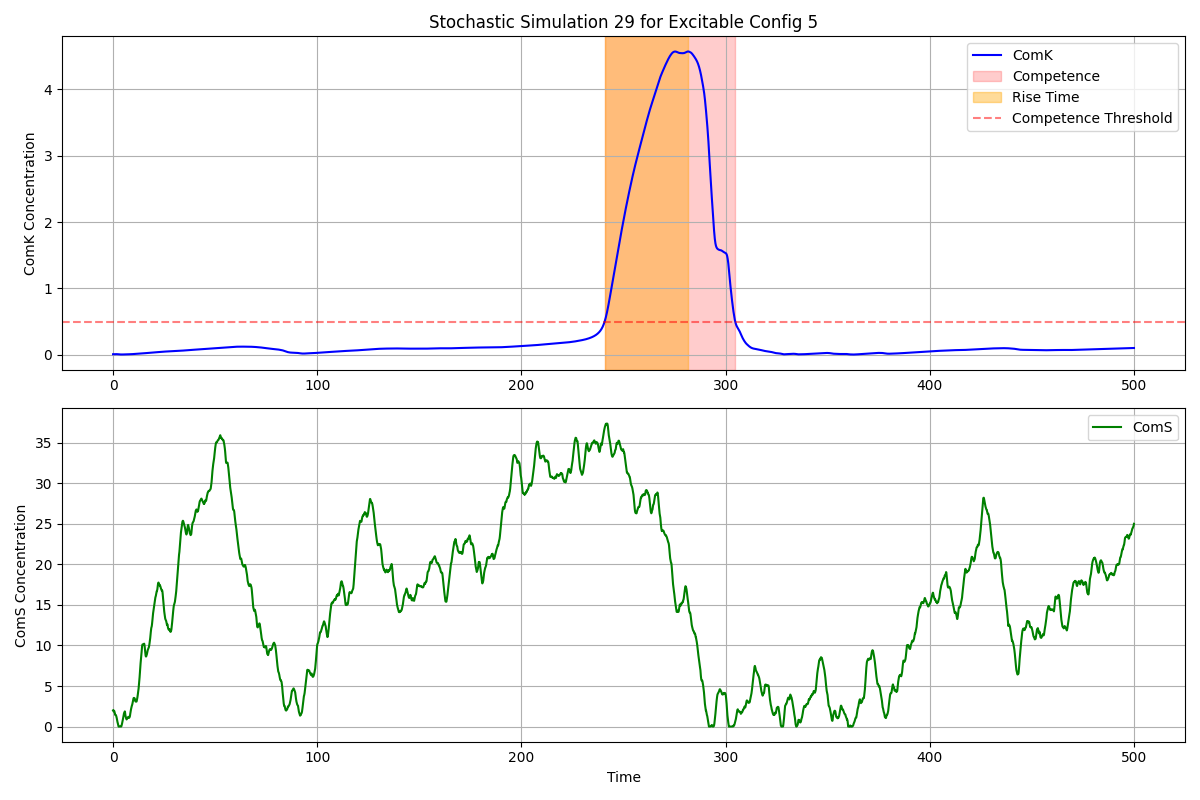 Stochastic Simulation 29 for Excitable Config 5
ComK Concentration
4
3
2
1
0
ComK
Competence
Rise Time
Competence Threshold
0 100 200 300 400 500
ComS Concentration
35
30
25
20
15
10
5
0
ComS
0 100 200 300 400 500
Time